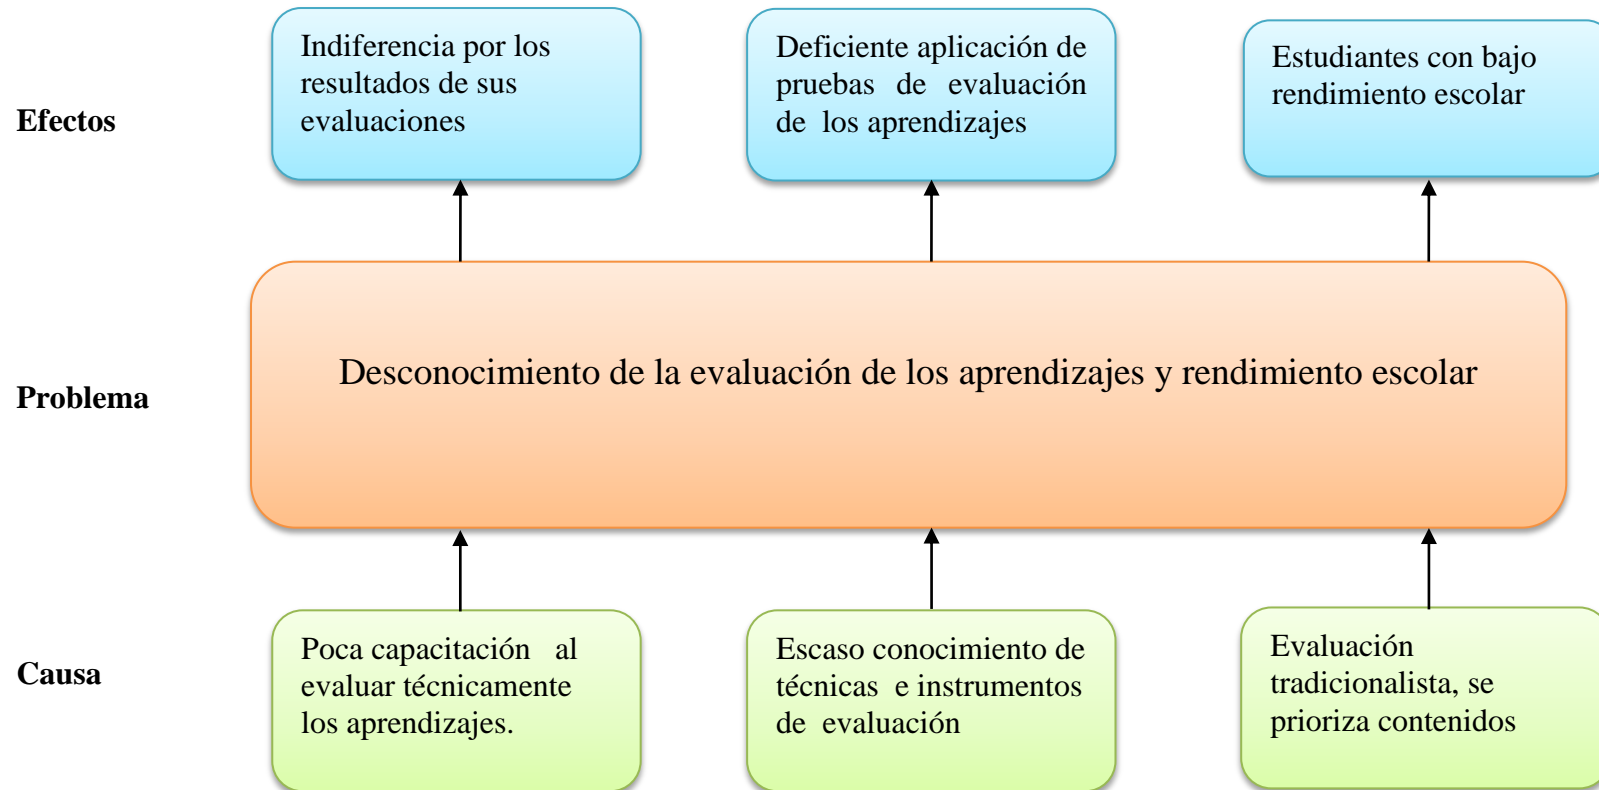 Indiferencia por los
resultados de sus
evaluaciones
Deficiente aplicación de
pruebas de evaluación
de los aprendizajes
Estudiantes con bajo
rendimiento escolar
Efectos
Desconocimiento de la evaluación de los aprendizajes y rendimiento escolar
Problema
Poca capacitación al
evaluar técnicamente
los aprendizajes.
Escaso conocimiento de
técnicas e instrumentos
de evaluación
Evaluación
tradicionalista, se
prioriza contenidos
Causa